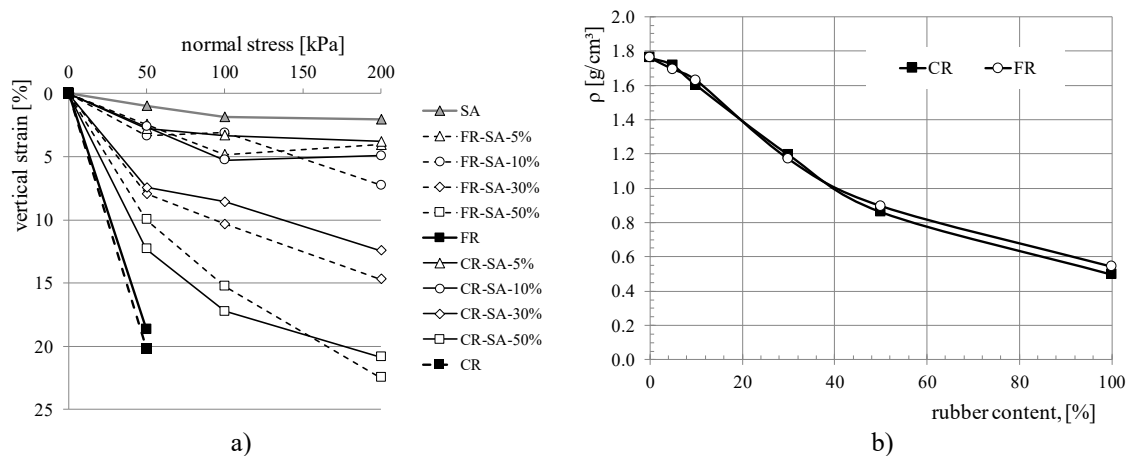 normal stress [kPa]
0 50 100 150 200
vertical strain [%]
0
5
10
15
20
25
SA
FR-SA-5%
FR-SA-10%
FR-SA-30%
FR-SA-50%
FR
CR-SA-5%
CR-SA-10%
CR-SA-30%
CR-SA-50%
CR
a)
ρ [g/cm³]
2.0
1.8
1.6
1.4
1.2
1.0
0.8
0.6
0.4
0.2
0.0
CR FR
0 20 40 60 80 100
rubber content, [%]
b)